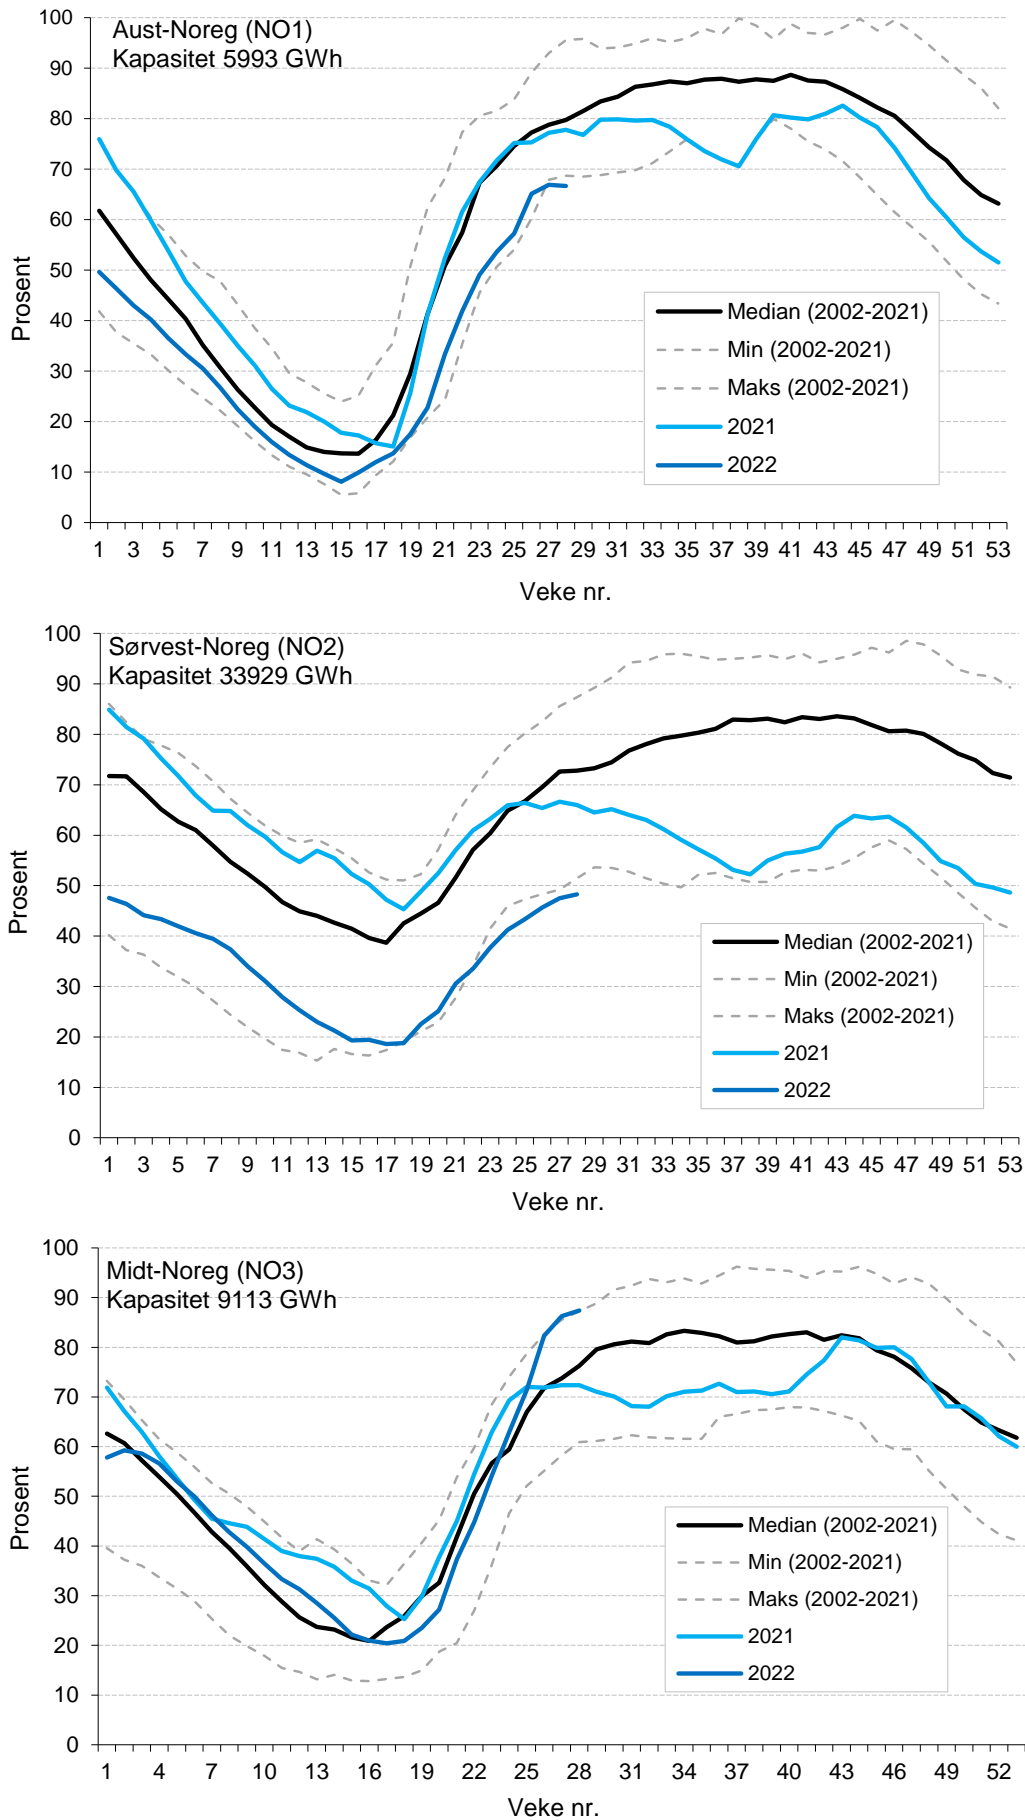 Aust-Noreg (NO1)
Kapasitet 5993 GWh
Prosent
100
90
80
70
60
50
40
30
20
10
0
Median (2002-2021)
Min (2002-2021)
Maks (2002-2021)
2021
2022
1 3 5 7 9 11 13 15 17 19 21 23 25 27 29 31 33 35 37 39 41 43 45 47 49 51 53
Veke nr.
Sørvest-Noreg (NO2)
Kapasitet 33929 GWh
Prosent
100
90
80
70
60
50
40
30
20
10
0
Median (2002-2021)
Min (2002-2021)
Maks (2002-2021)
2021
2022
1 3 5 7 9 11 13 15 17 19 21 23 25 27 29 31 33 35 37 39 41 43 45 47 49 51 53
Veke nr.
Midt-Noreg (NO3)
Kapasitet 9113 GWh
Prosent
100
90
80
70
60
50
40
30
20
10
0
Median (2002-2021)
Min (2002-2021)
Maks (2002-2021)
2021
2022
1 4 7 10 13 16 19 22 25 28 31 34 37 40 43 46 49 52
Veke nr.